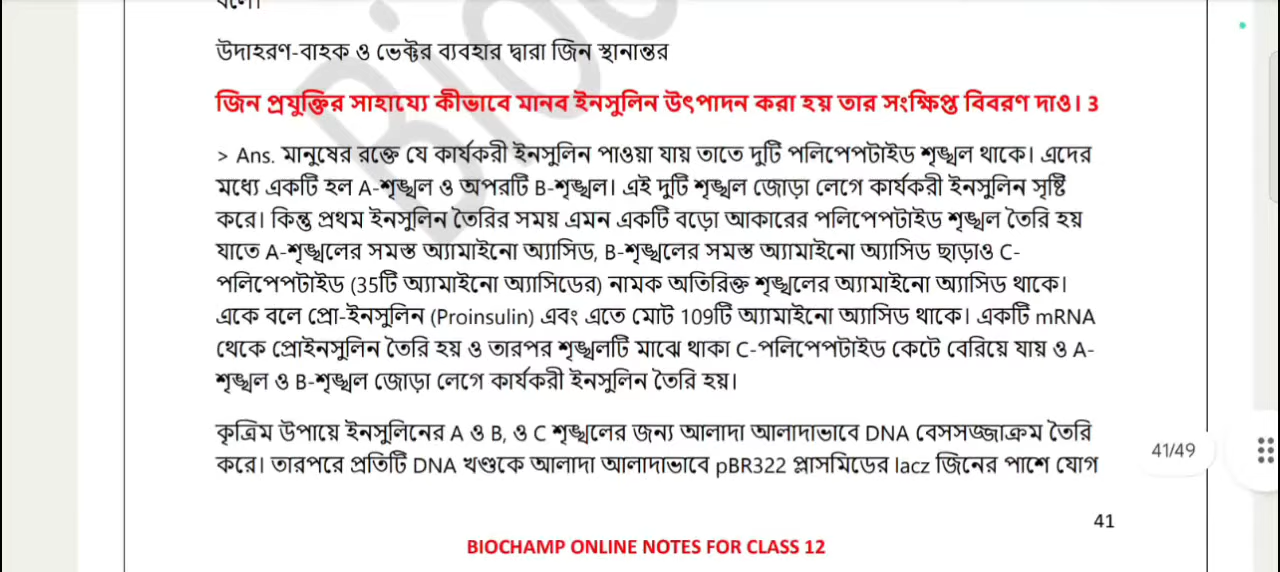 উদাহরণ-বাহক ও ভেক্টর ব্যবহার দ্বারা জিন স্থানান্তর
জিন প্রযুক্তির সাহায্যে কীভাবে মানব ইনসুলিন উৎপাদন করা হয় তার সংক্ষিপ্ত বিবরণ দাও। 3
> Ans. মানুষের রক্তে যে কার্যকরী ইনসুলিন পাওয়া যায় তাতে দুটি পলিপেপটাইড শৃঙ্খল থাকে। এদের
মধ্যে একটি হল A-শৃঙ্খল ও অপরটি B-শৃঙ্খল। এই দুটি শৃঙ্খল জোড়া লেগে কার্যকরী ইনসুলিন সৃষ্টি
করে। কিন্তু প্রথম ইনসুলিন তৈরির সময় এমন একটি বড়ো আকারের পলিপেপটাইড শৃঙ্খল তৈরি হয়
যাতে A-শৃঙ্খলের সমস্ত অ্যামাইনো অ্যাসিড, B-শৃঙ্খলের সমস্ত অ্যামাইনো অ্যাসিড ছাড়াও C-
পলিপেপটাইড (35টি অ্যামাইনো অ্যাসিডের) নামক অতিরিক্ত শৃঙ্খলের অ্যামাইনো অ্যাসিড থাকে।
একে বলে প্রো-ইনসুলিন (Proinsulin) এবং এতে মোট 109টি অ্যামাইনো অ্যাসিড থাকে। একটি mRNA
থেকে প্রোইনসুলিন তৈরি হয় ও তারপর শৃঙ্খলটি মাঝে থাকা C-পলিপেপটাইড কেটে বেরিয়ে যায় ও A-
শৃঙ্খল ও B-শৃঙ্খল জোড়া লেগে কার্যকরী ইনসুলিন তৈরি হয়।
কৃত্রিম উপায়ে ইনসুলিনের A ও B, ও C শৃঙ্খলের জন্য আলাদা আলাদাভাবে DNA বেসসজ্জাক্রম তৈরি
করে। তারপরে প্রতিটি DNA খণ্ডকে আলাদা আলাদাভাবে pBR322 প্লাসমিডের lacz জিনের পাশে যোগ
41/49
41
BIOCHAMP ONLINE NOTES FOR CLASS 12